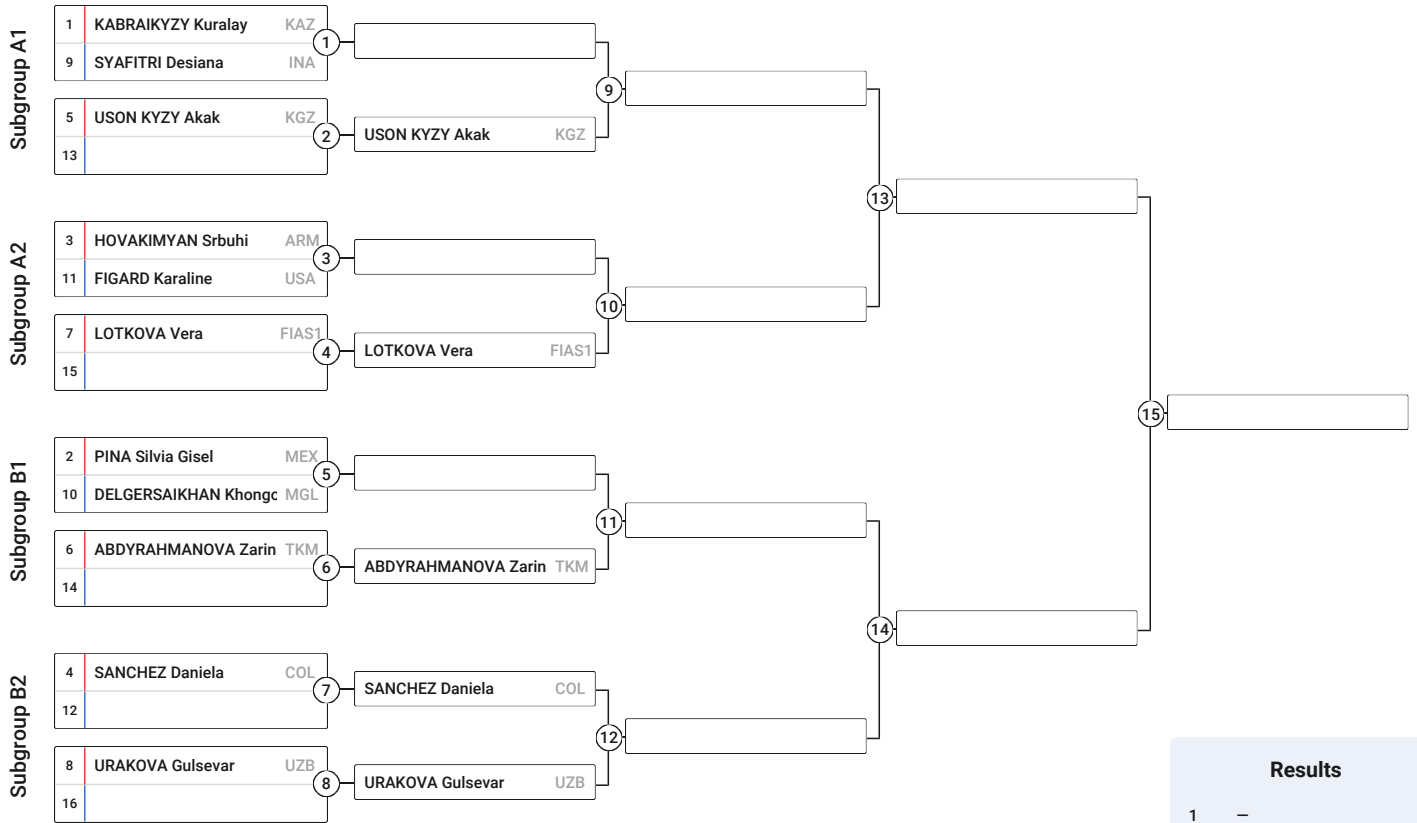 Subgroup A1
1 KABRAIKYZY Kuralay KAZ
9 SYAFITRI Desiana INA
1
5 USON KYZY Akak KGZ
13
2
USON KYZY Akak KGZ
9
Subgroup A2
3 HOVAKIMYAN Srbuhi ARM
11 FIGARD Karaline USA
3
7 LOTKOVA Vera FIAS1
15
4
LOTKOVA Vera FIAS1
10
13
Subgroup B1
2 PINA Silvia Gisel MEX
10 DELGERSAIKHAN Khongo MGL
5
6 ABDYRAHMANOVA Zarin TKM
14
6
ABDYRAHMANOVA Zarin TKM
11
Subgroup B2
4 SANCHEZ Daniela COL
12
7
SANCHEZ Daniela COL
8 URAKOVA Gulsevar UZB
16
8
URAKOVA Gulsevar UZB
12
14
15
Results
1 –